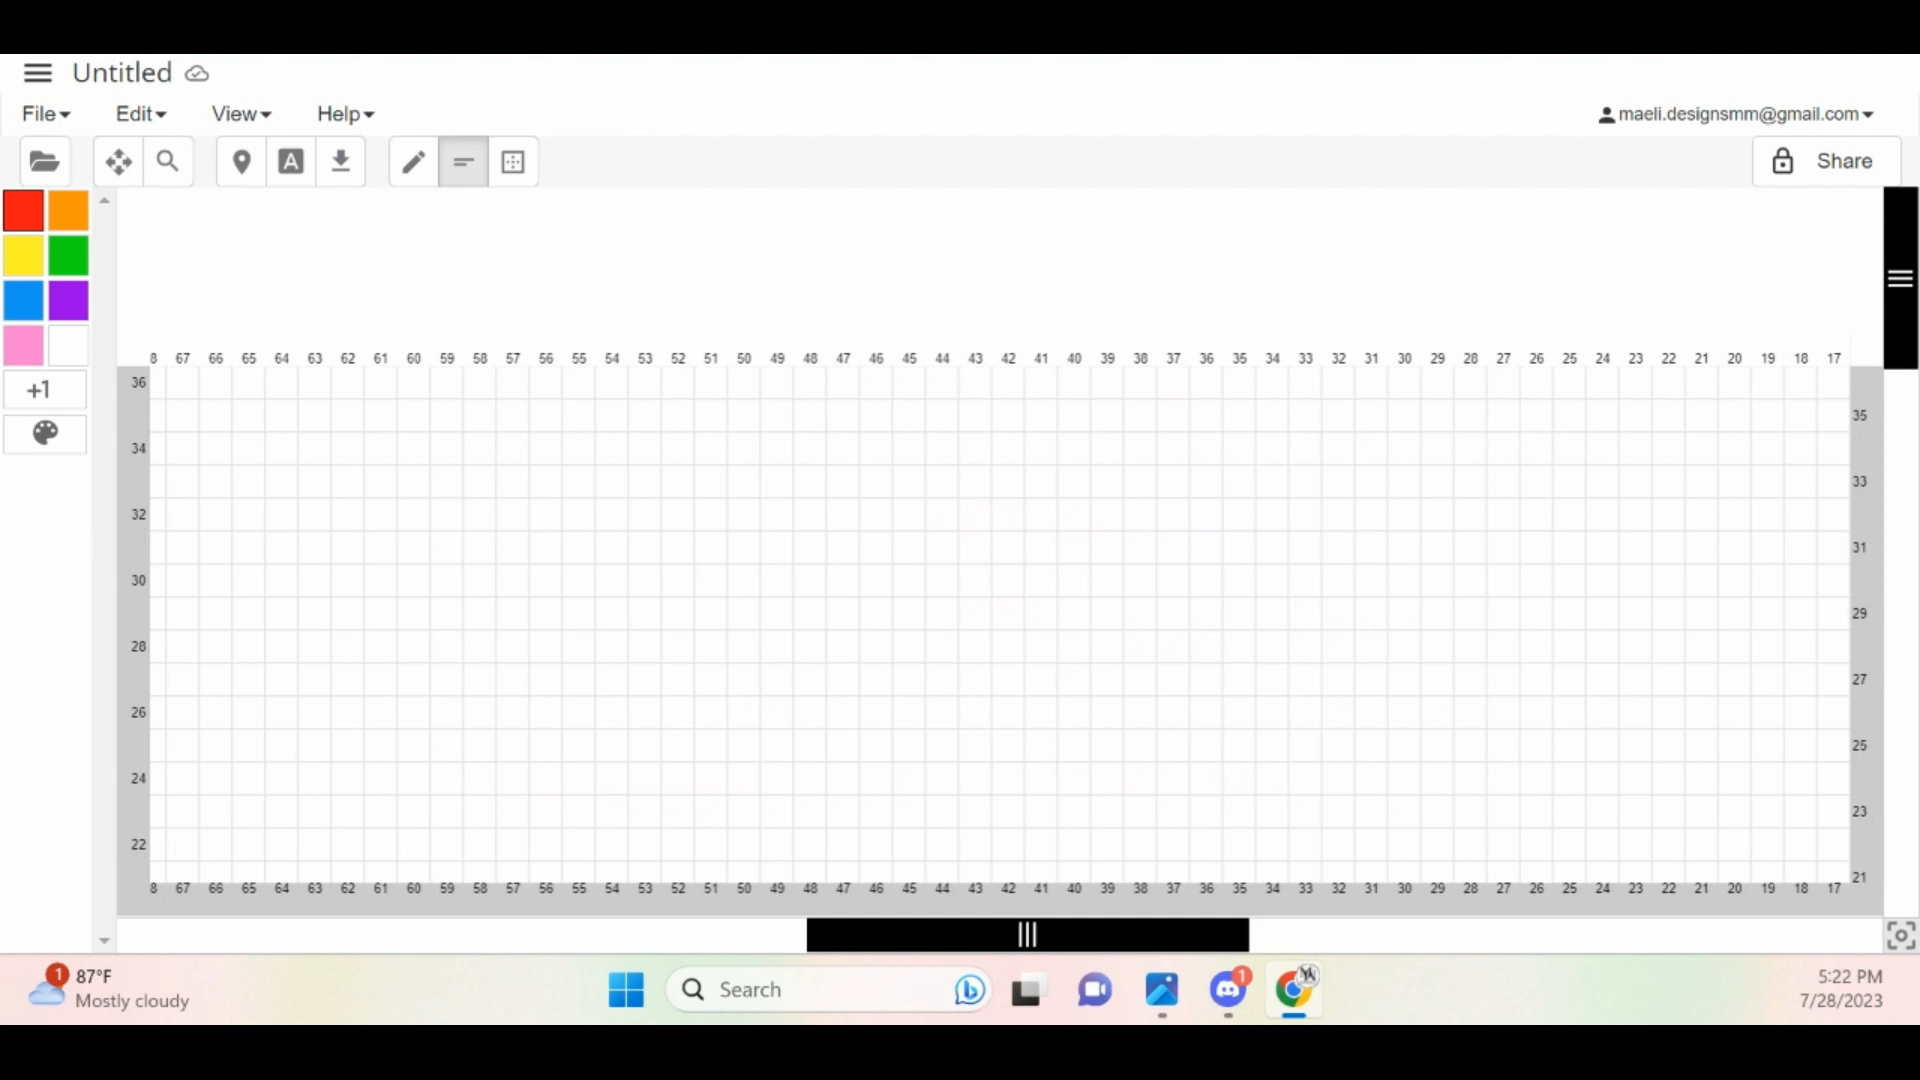 Untitled
File Edit View Help
maeli.designsmm@gmail.com
A
Share
+1
8 67 66 65 64 63 62 61 60 59 58 57 56 55 54 53 52 51 50 49 48 47 46 45 44 43 42 41 40 39 38 37 36 35 34 33 32 31 30 29 28 27 26 25 24 23 22 21 20 19 18 17
36
35
34
33
32
31
30
29
28
27
26
25
24
23
22
21
8 67 66 65 64 63 62 61 60 59 58 57 56 55 54 53 52 51 50 49 48 47 46 45 44 43 42 41 40 39 38 37 36 35 34 33 32 31 30 29 28 27 26 25 24 23 22 21 20 19 18 17
1
87°F
Mostly cloudy
Search
1
5:22 PM
7/28/2023